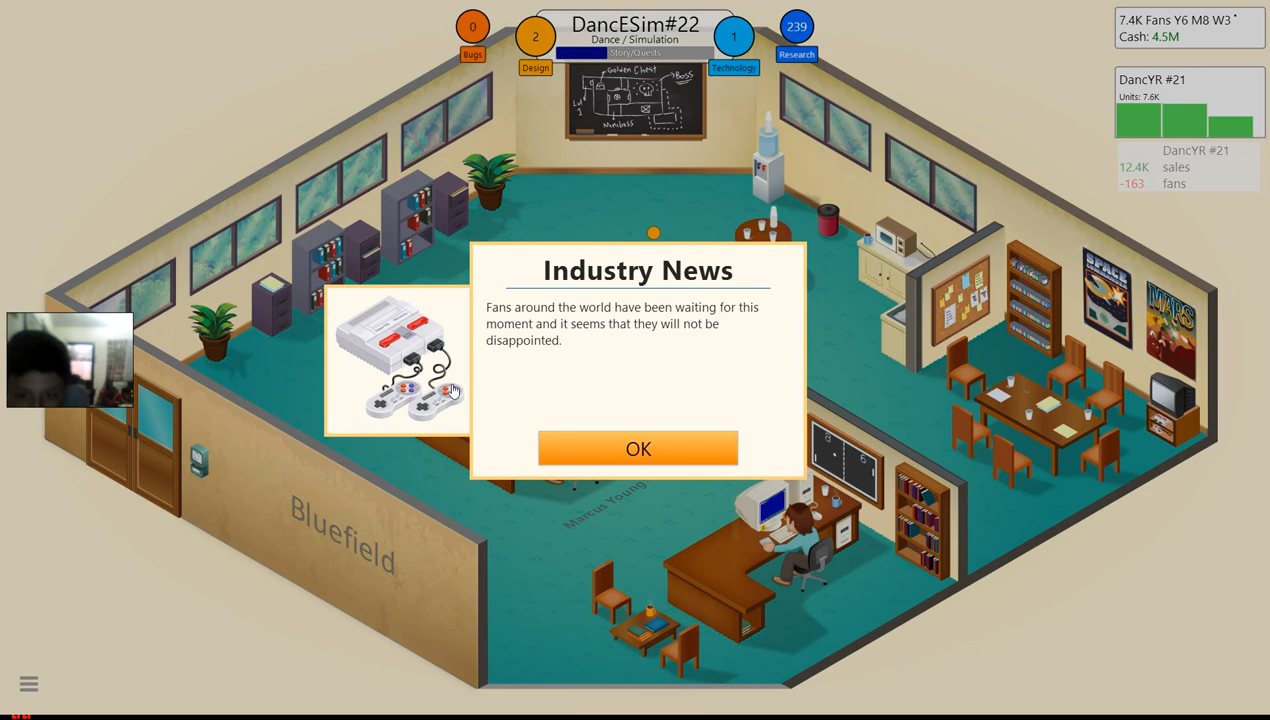 DancESim#22
Dance / Simulation
Story/Quests
0
Bugs
2
Design
1
Technology
239
Research
7.4K Fans Y6 M8 W3
Cash: 4.5M
DancYR #21
Units: 7.6K
DancYR #21
12.4K sales
-163 fans
Golden Chest
Boss
Lvl 1
Miniboss
SPACE
MARS
Industry News
Fans around the world have been waiting for this
moment and it seems that they will not be
disappointed.
OK
Marcus Young
Bluefield